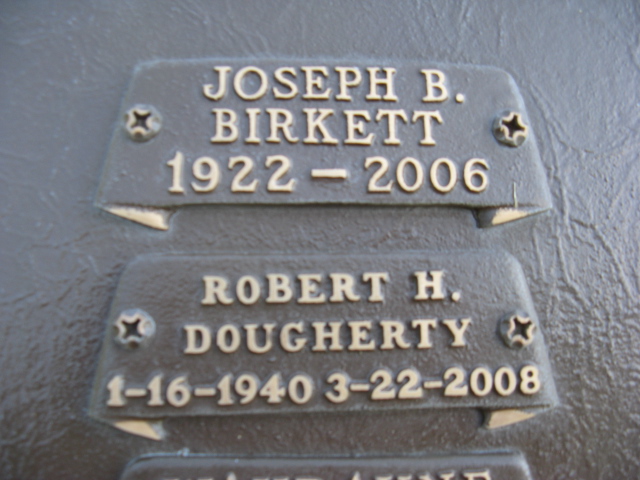 JOSEPH B.
BIRKETT
1922 – 2006
ROBERT H.
DOUGHERTY
1-16-1940 3-22-2008